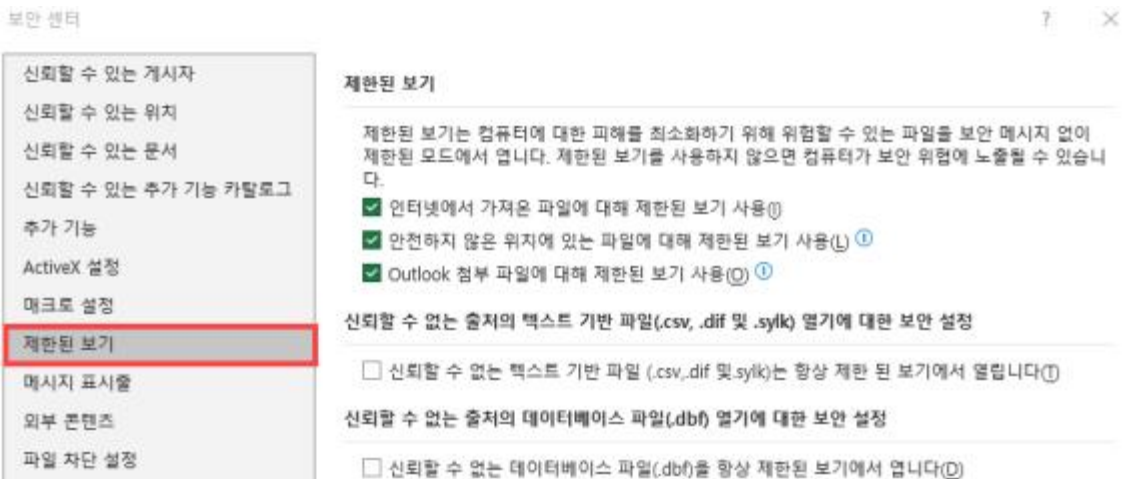 보안 센터
신뢰할 수 있는 게시자
신뢰할 수 있는 위치
신뢰할 수 있는 문서
신뢰할 수 있는 추가 기능 카탈로그
추가 기능
ActiveX 설정
매크로 설정
제한된 보기
메시지 표시줄
외부 콘텐츠
파일 차단 설정
제한된 보기
제한된 보기는 컴퓨터에 대한 피해를 최소화하기 위해 위험할 수 있는 파일을 보안 메시지 없이
제한된 모드에서 엽니다. 제한된 보기를 사용하지 않으면 컴퓨터가 보안 위협에 노출될 수 있습니
다.
인터넷에서 가져온 파일에 대해 제한된 보기 사용(I)
안전하지 않은 위치에 있는 파일에 대해 제한된 보기 사용(L)
Outlook 첨부 파일에 대해 제한된 보기 사용(O)
신뢰할 수 없는 출처의 텍스트 기반 파일(.csv, .dif 및 .sylk) 열기에 대한 보안 설정
신뢰할 수 없는 텍스트 기반 파일 (.csv,.dif 및.sylk)는 항상 제한 된 보기에서 열립니다(T)
신뢰할 수 없는 출처의 데이터베이스 파일(.dbf) 열기에 대한 보안 설정
신뢰할 수 없는 데이터베이스 파일(.dbf)을 항상 제한된 보기에서 엽니다(D)